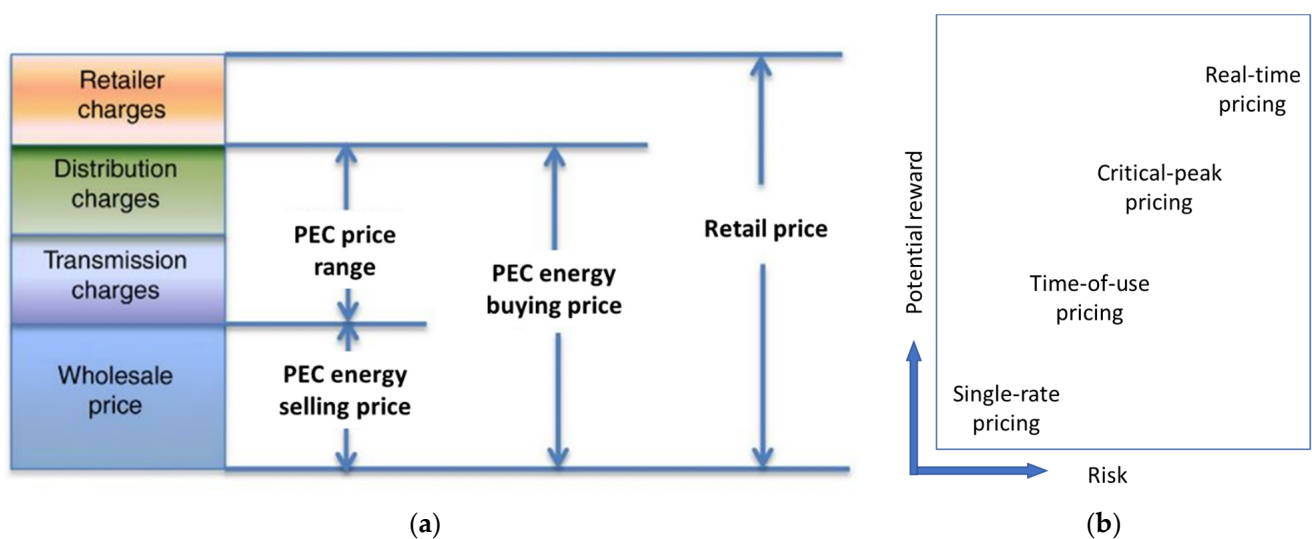 Retailer
charges
Distribution
charges
Transmission
charges
Wholesale
price
PEC price
range
PEC energy
selling price
PEC energy
buying price
Retail price
(a)
Potential reward
Real-time
pricing
Critical-peak
pricing
Time-of-use
pricing
Single-rate
pricing
Risk
(b)